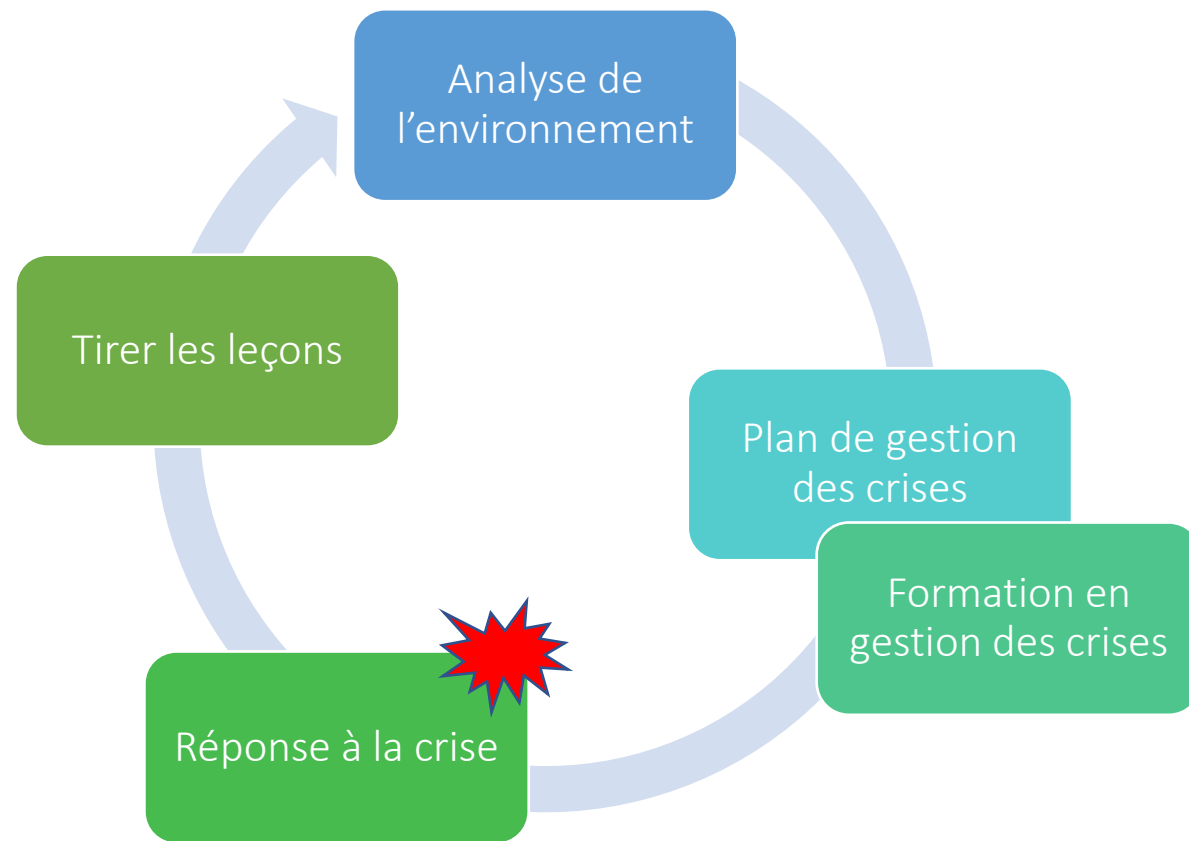 Analyse de
l’environnement
Plan de gestion
des crises
Formation en
gestion des crises
Réponse à la crise
Tirer les leçons